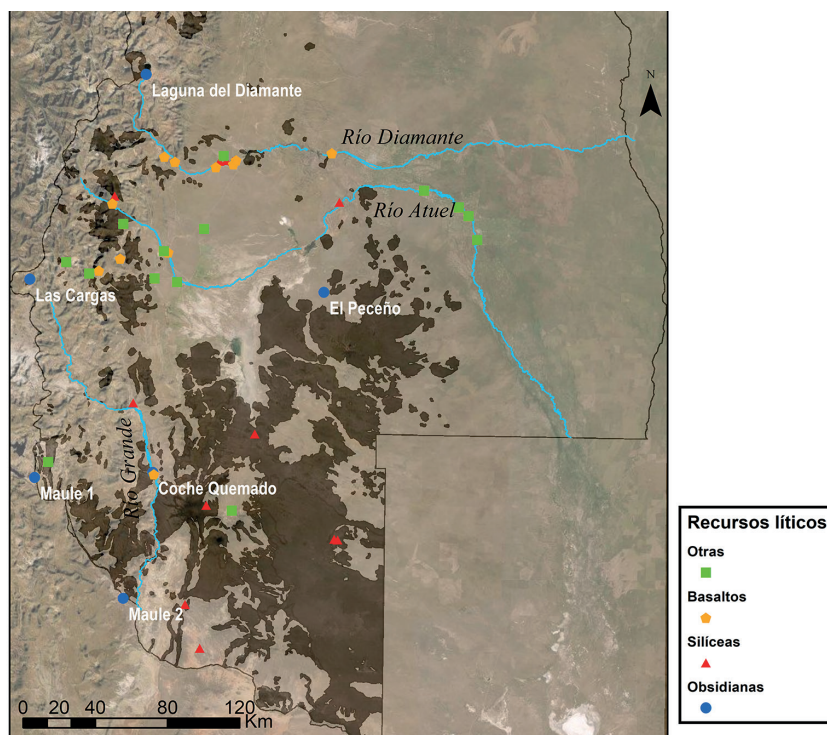 N
Laguna del Diamante
Río Diamante
Río Atuel
Las Cargas
El Peceño
Río Grande
Maule 1
Coche Quemado
Maule 2
0 20 40 80 120
Km
Recursos líticos
Otras
Basaltos
Silíceas
Obsidianas